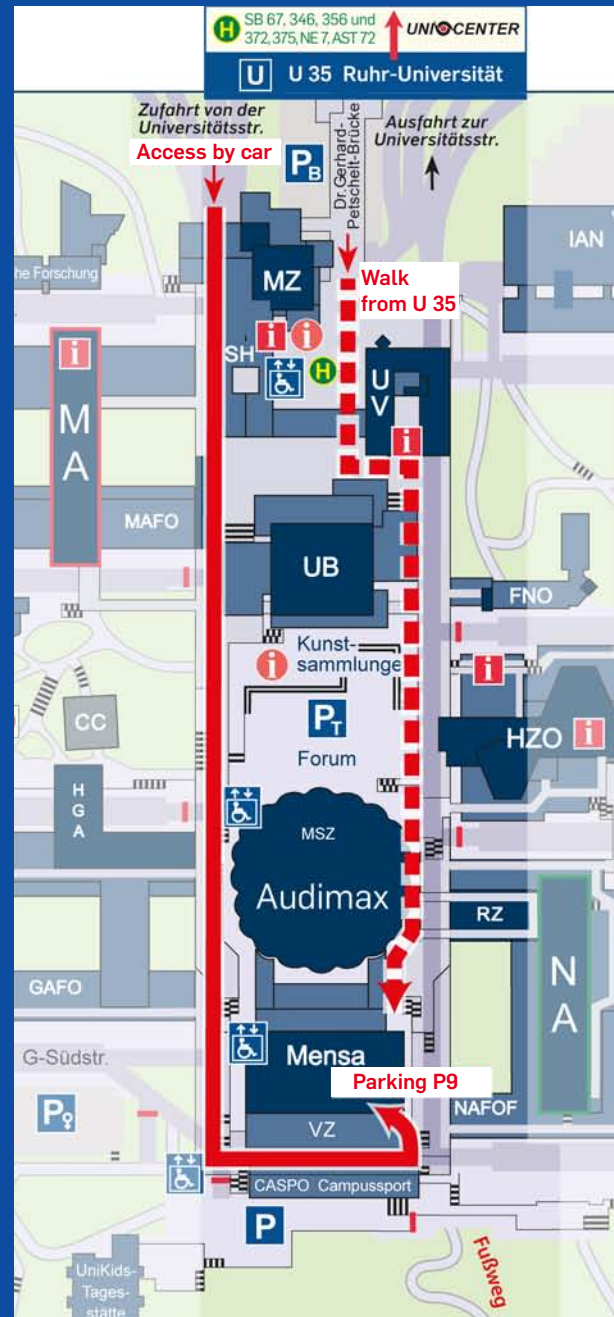 H
SB 67, 346, 356 und
372,375, NE 7, AST 72
UNI CENTER
U U 35 Ruhr-Universität
Zufahrt von der
Universitätsstr.
Access by car
P B
Dr. Gerhard-
Petschelt-Brücke
Ausfahrt zur
Universitätsstr.
IAN
he Forschung
MZ
Walk
from U 35
i
SH
i
i
H
U
V
M
A
i
MAFO
UB
FNO
Kunst-
i
sammlunge
i
P T
Forum
CC
HZO
i
H
G
A
MSZ
Audimax
RZ
N
A
GAFO
G-Südstr.
Mensa
Parking P9
P
NAFOF
VZ
CASPO Campussport
P
UniKids-
Tages-
stätte
Fußweg